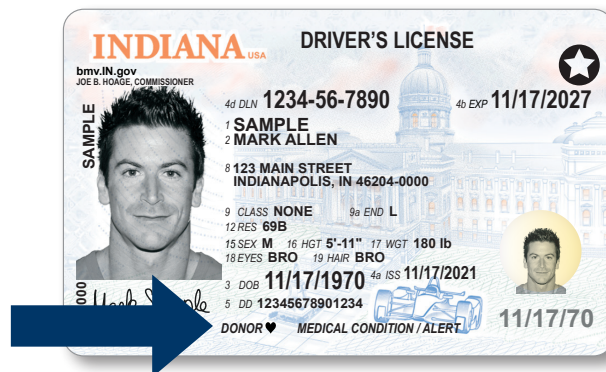 INDIANA USA
DRIVER'S LICENSE
bmv.IN.gov
JOE B. HOAGE, COMMISSIONER
SAMPLE
4d DLN 1234-56-7890 4b EXP 11/17/2027
1 SAMPLE
2 MARK ALLEN
8 123 MAIN STREET
INDIANAPOLIS, IN 46204-0000
9 CLASS NONE 9a END L
12 RES 69B
15 SEX M 16 HGT 5'-11" 17 WGT 180 lb
18 EYES BRO 19 HAIR BRO
3 DOB 11/17/1970 4a ISS 11/17/2021
5 DD 12345678901234
DONOR ♥ MEDICAL CONDITION / ALERT
11/17/70